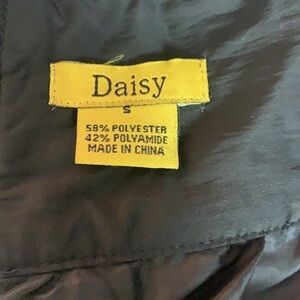 Daisy
S
58% POLYESTER
42% POLYAMIDE
MADE IN CHINA